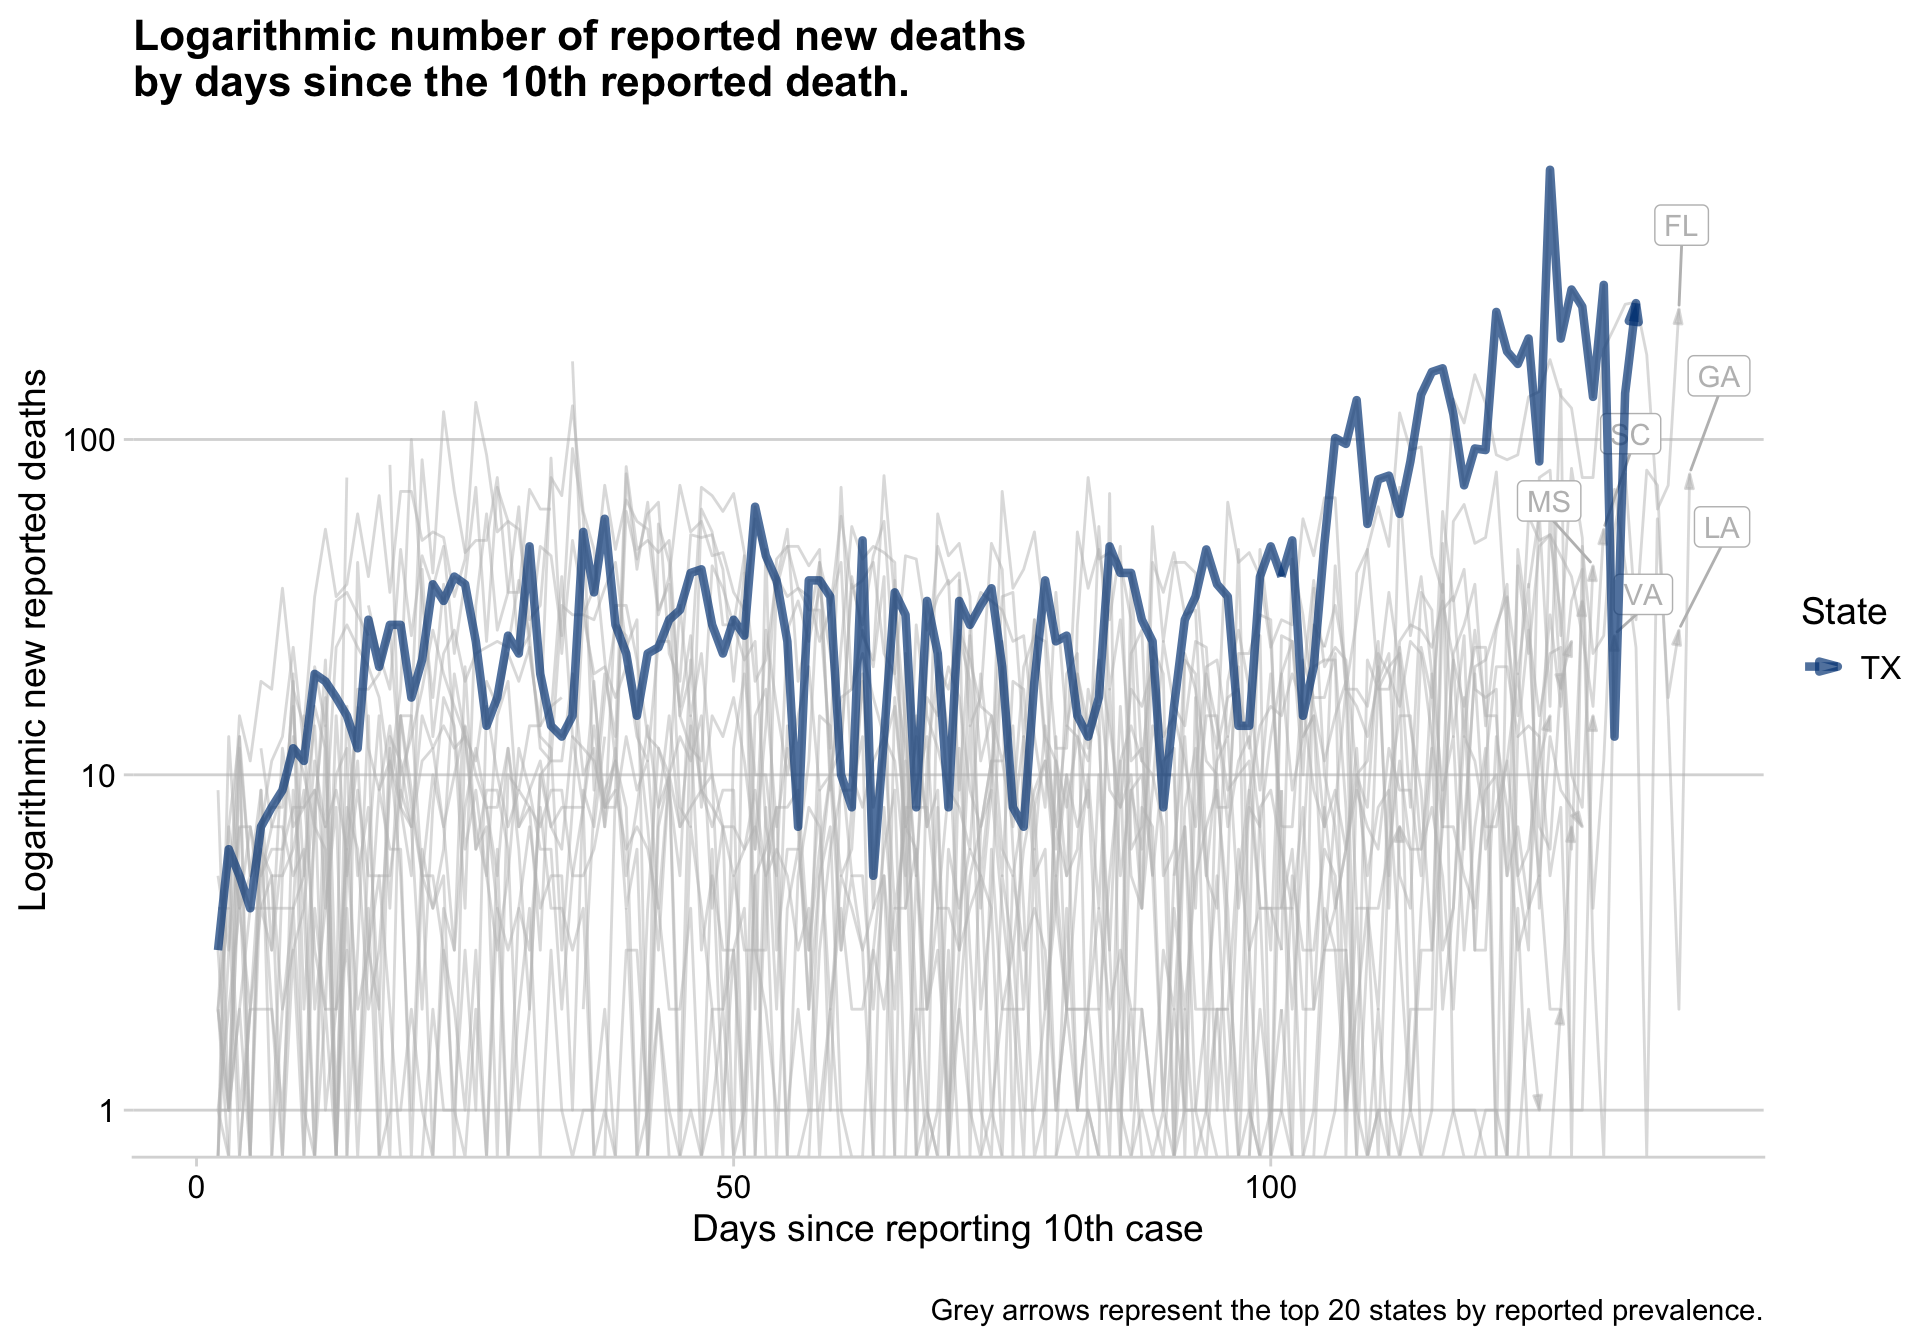 Logarithmic number of reported new deaths
by days since the 10th reported death.
Logarithmic new reported deaths
100
10
1
FL
GA
SC
MS
LA
VA
State
TX
0
50
100
Days since reporting 10th case
Grey arrows represent the top 20 states by reported prevalence.